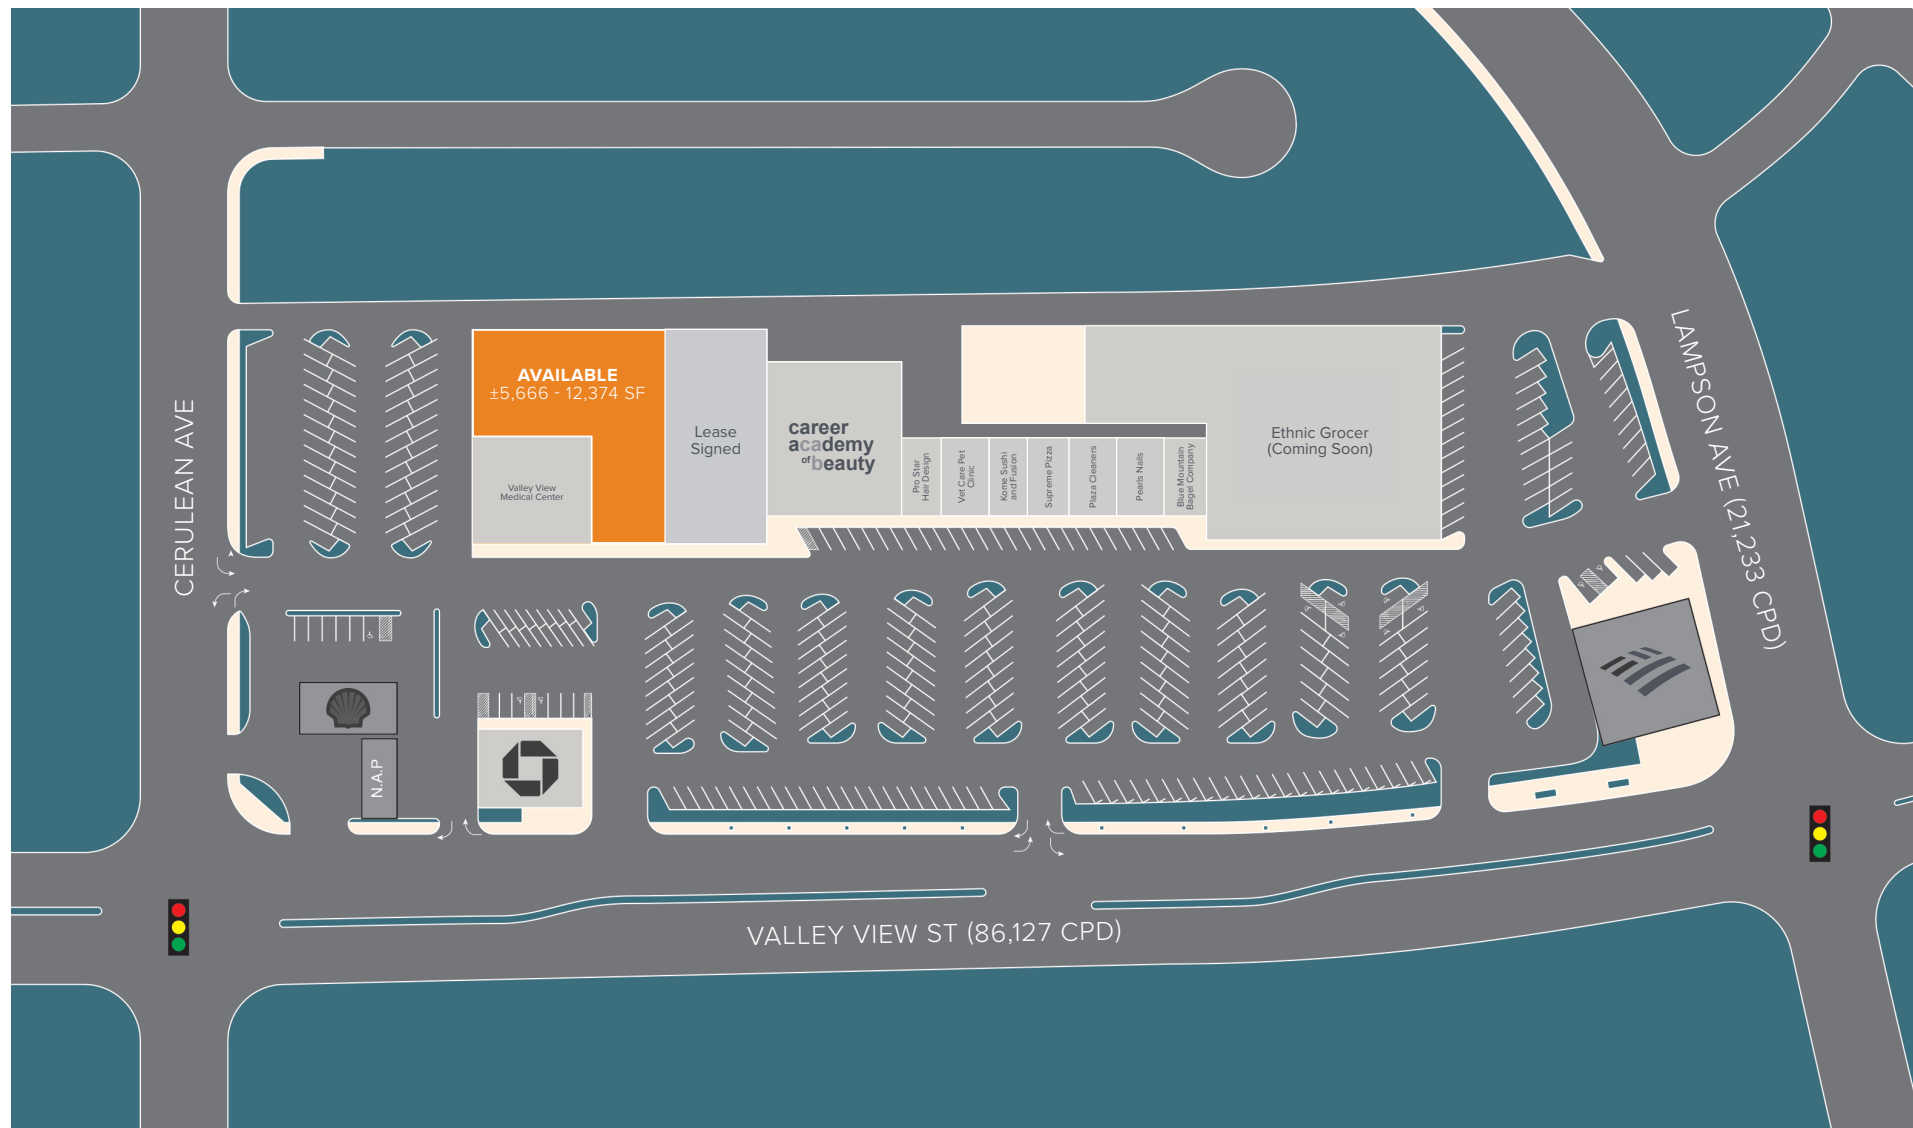 CERULEAN AVE
AVAILABLE
±5,666 - 12,374 SF
Valley View
Medical Center
Lease
Signed
career
academy
of beauty
Pro Star
Hair Design
Vet Care Pet
Clinic
Kome Sushi
and Fusion
Supreme Pizza
Plaza Cleaners
Pearls Nails
Blue Mountain
Bagel Company
Ethnic Grocer
(Coming Soon)
LAMPSON AVE (21,233 CPD)
N.A.P
VALLEY VIEW ST (86,127 CPD)